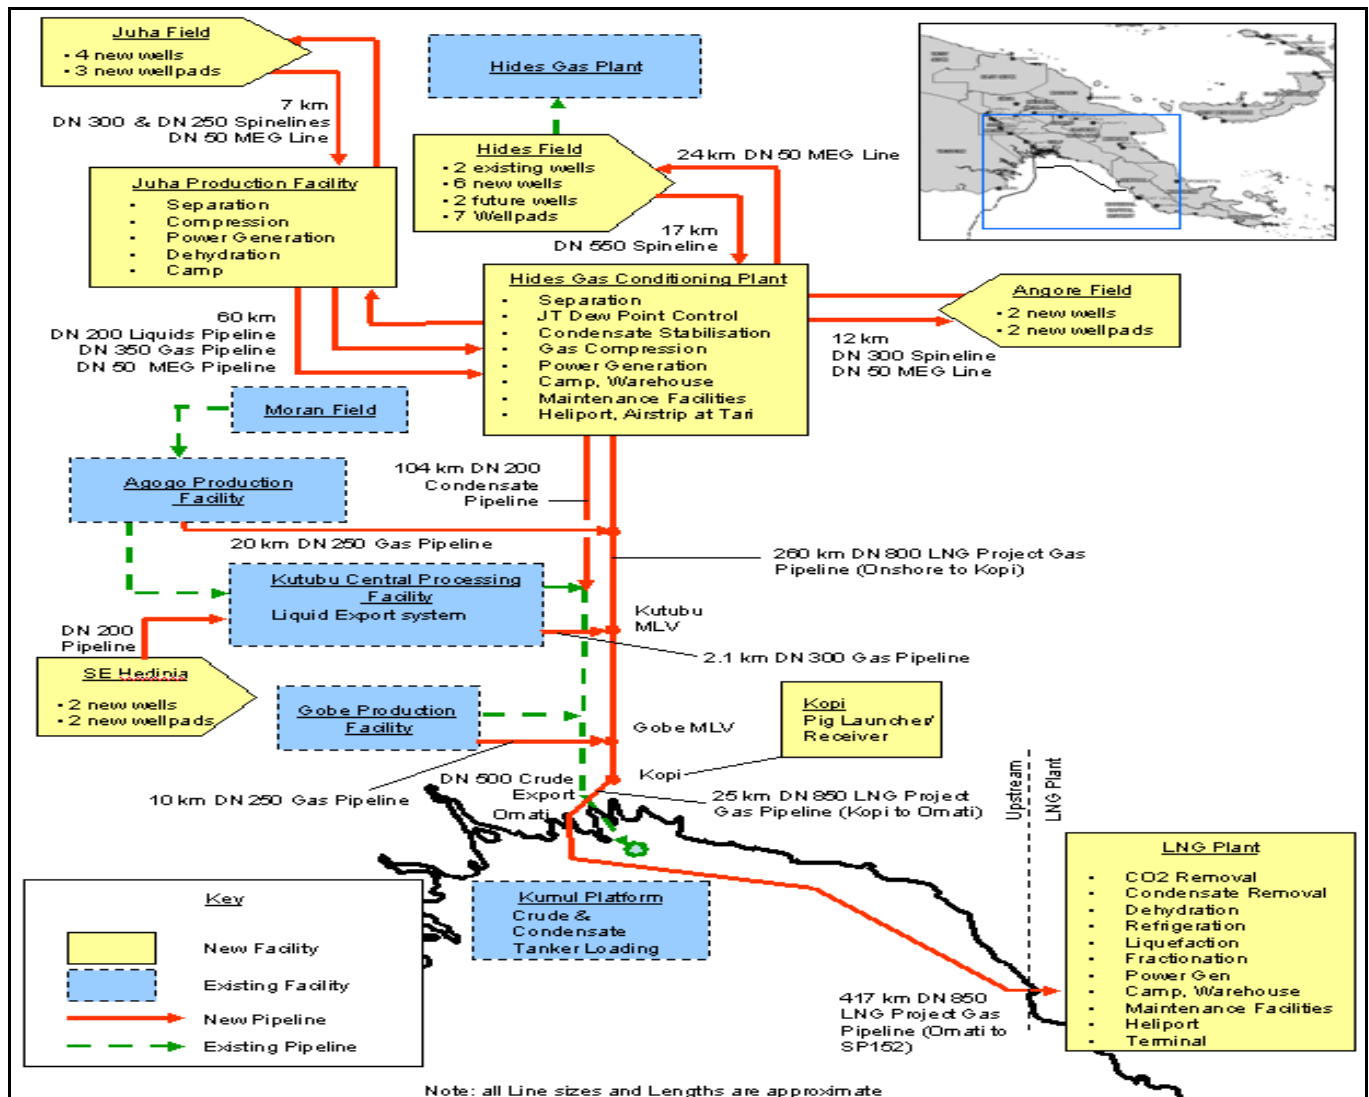 Juha Field
• 4 new wells
• 3 new wellpads
7 km
DN 300 & DN 250 Spinelines
DN 50 MEG Line
Hides Gas Plant
Hides Field
• 2 existing wells
• 6 new wells
• 2 future wells
• 7 Wellpads
24 km DN 50 MEG Line
17 km
DN 550 Spineline
Juha Production Facility
• Separation
• Compression
• Power Generation
• Dehydration
• Camp
60 km
DN 200 Liquids Pipeline
DN 350 Gas Pipeline
DN 50 MEG Pipeline
Hides Gas Conditioning Plant
• Separation
• JT Dew Point Control
• Condensate Stabilisation
• Gas Compression
• Power Generation
• Camp, Warehouse
• Maintenance Facilities
• Heliport, Airstrip at Tari
Angore Field
• 2 new wells
• 2 new wellpads
12 km
DN 300 Spineline
DN 50 MEG Line
Moran Field
Agogo Production
Facility
104 km DN 200
Condensate
Pipeline
20 km DN 250 Gas Pipeline
260 km DN 800 LNG Project Gas
Pipeline (Onshore to Kopi)
Kutubu Central Processing
Facility
Liquid Export system
Kutubu
MLV
DN 200
Pipeline
2.1 km DN 300 Gas Pipeline
SE Hedinia
• 2 new wells
• 2 new wellpads
Gobe Production
Facility
Gobe MLV
Kopi
Pig Launcher/
Receiver
10 km DN 250 Gas Pipeline
DN 500 Crude
Export
Omati
Kopi
25 km DN 850 LNG Project
Gas Pipeline (Kopi to Omati)
Upstream
LNG Plant
LNG Plant
• CO2 Removal
• Condensate Removal
• Dehydration
• Refrigeration
• Liquefaction
• Fractionation
• Power Gen
• Camp, Warehouse
• Maintenance Facilities
• Heliport
• Terminal
Kumul Platform
Crude &
Condensate
Tanker Loading
417 km DN 850
LNG Project Gas
Pipeline (Omati to
SP152)
Key
New Facility
Existing Facility
New Pipeline
Existing Pipeline
Note: all Line sizes and Lengths are approximate